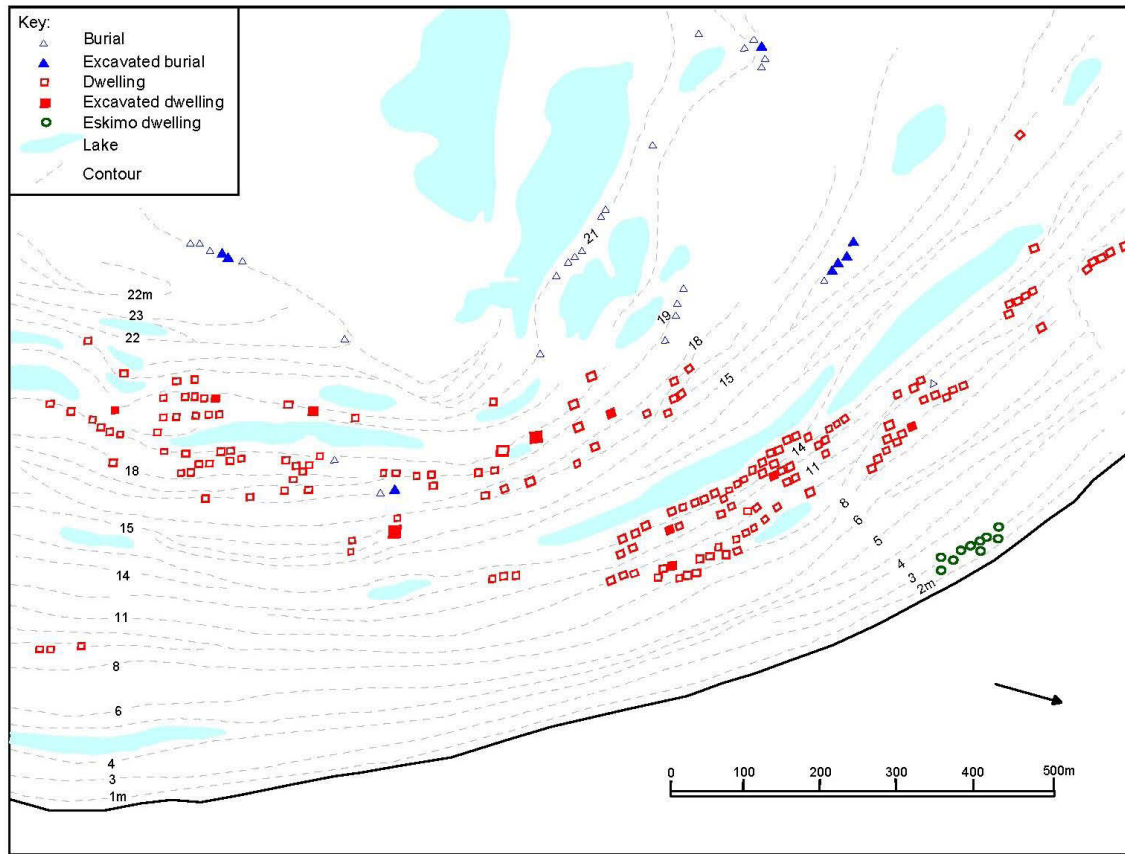 Key:
Burial
Excavated burial
Dwelling
Excavated dwelling
Eskimo dwelling
Lake
Contour
21
22m
23
22
19
18
15
18
14
11
15
8
6
14
5
4
3
2m
11
8
6
4
3
1m
0 100 200 300 400 500m